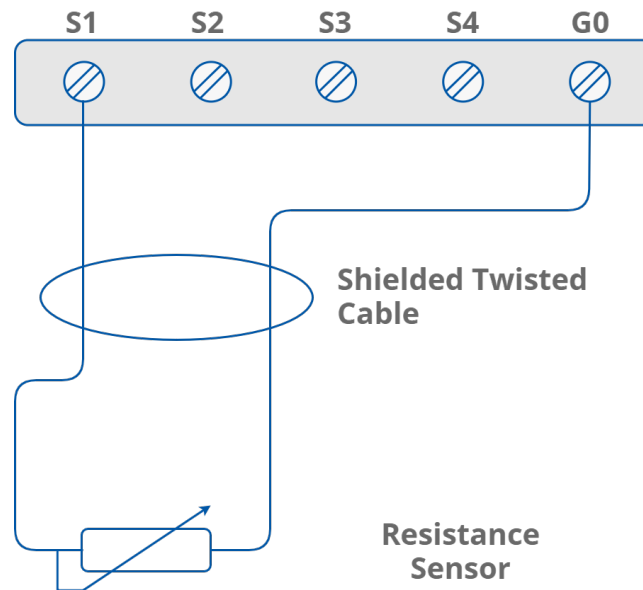 S1 S2 S3 S4 G0
Shielded Twisted
Cable
Resistance
Sensor